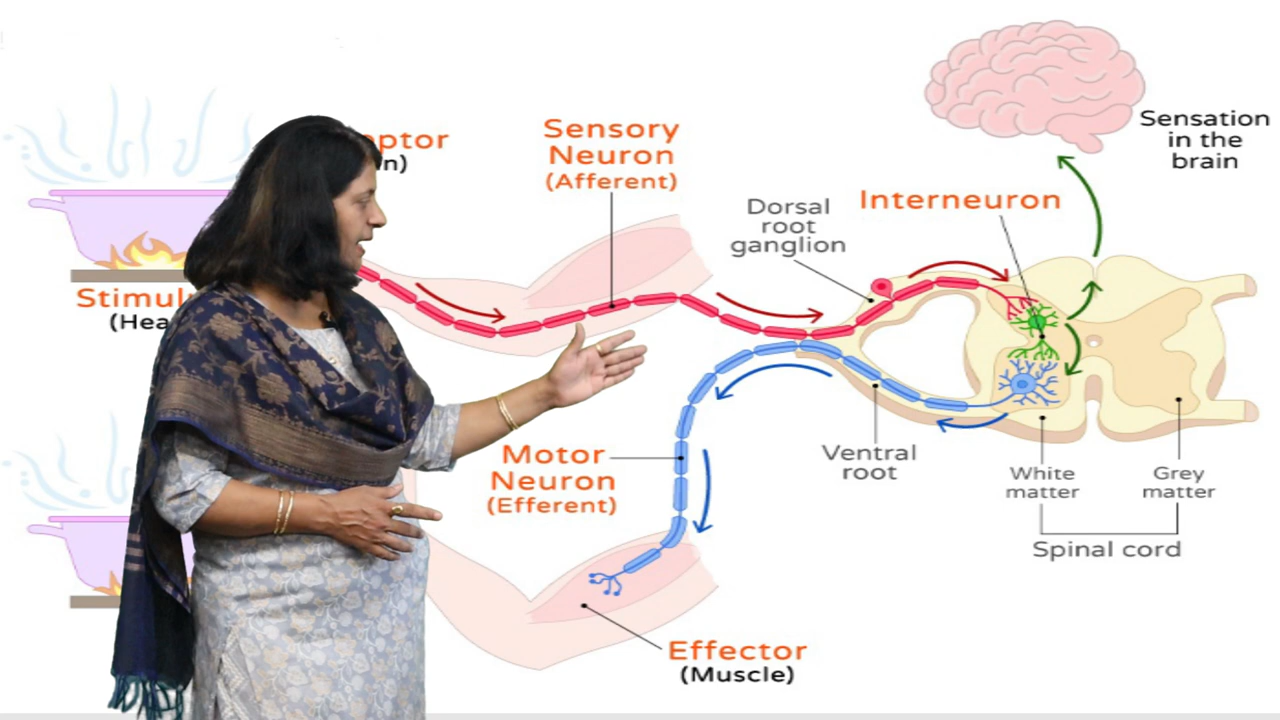 Sensory
Neuron
(Afferent)
Dorsal
root
ganglion
Interneuron
Sensation
in the
brain
Motor
Neuron
(Efferent)
Ventral
root
White
matter
Grey
matter
Spinal cord
Effector
(Muscle)